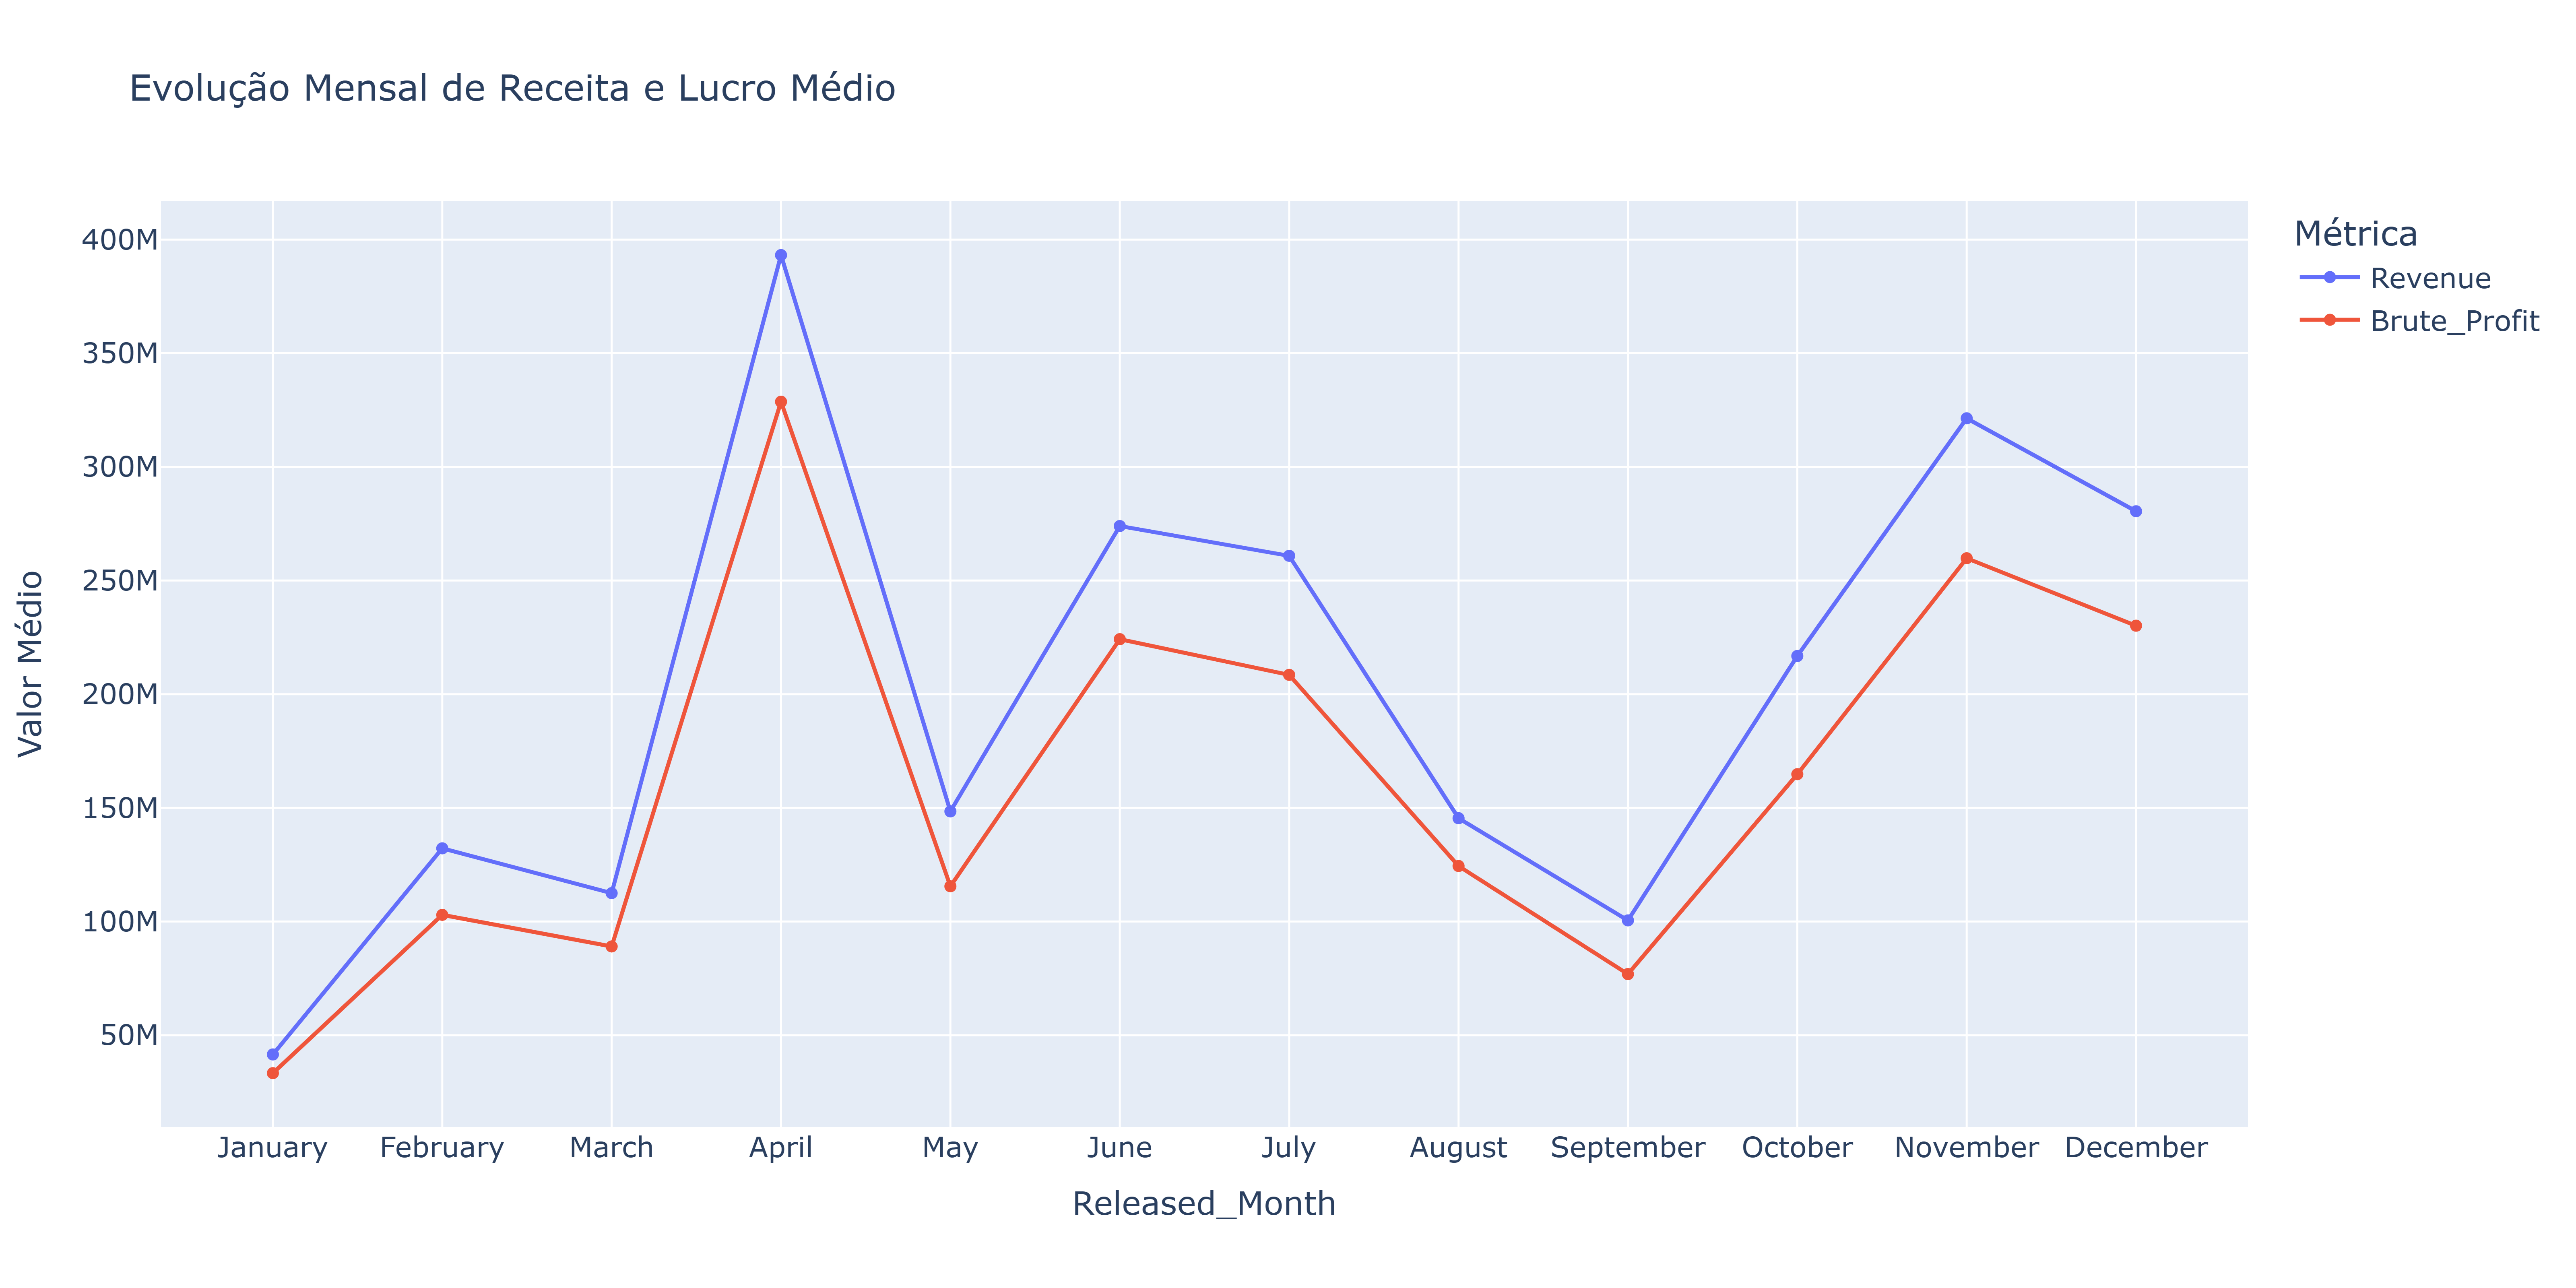 Evolução Mensal de Receita e Lucro Médio
Métrica
Revenue
Brute_Profit
Valor Médio
400M
350M
300M
250M
200M
150M
100M
50M
January February March April May June July August September October November December
Released_Month